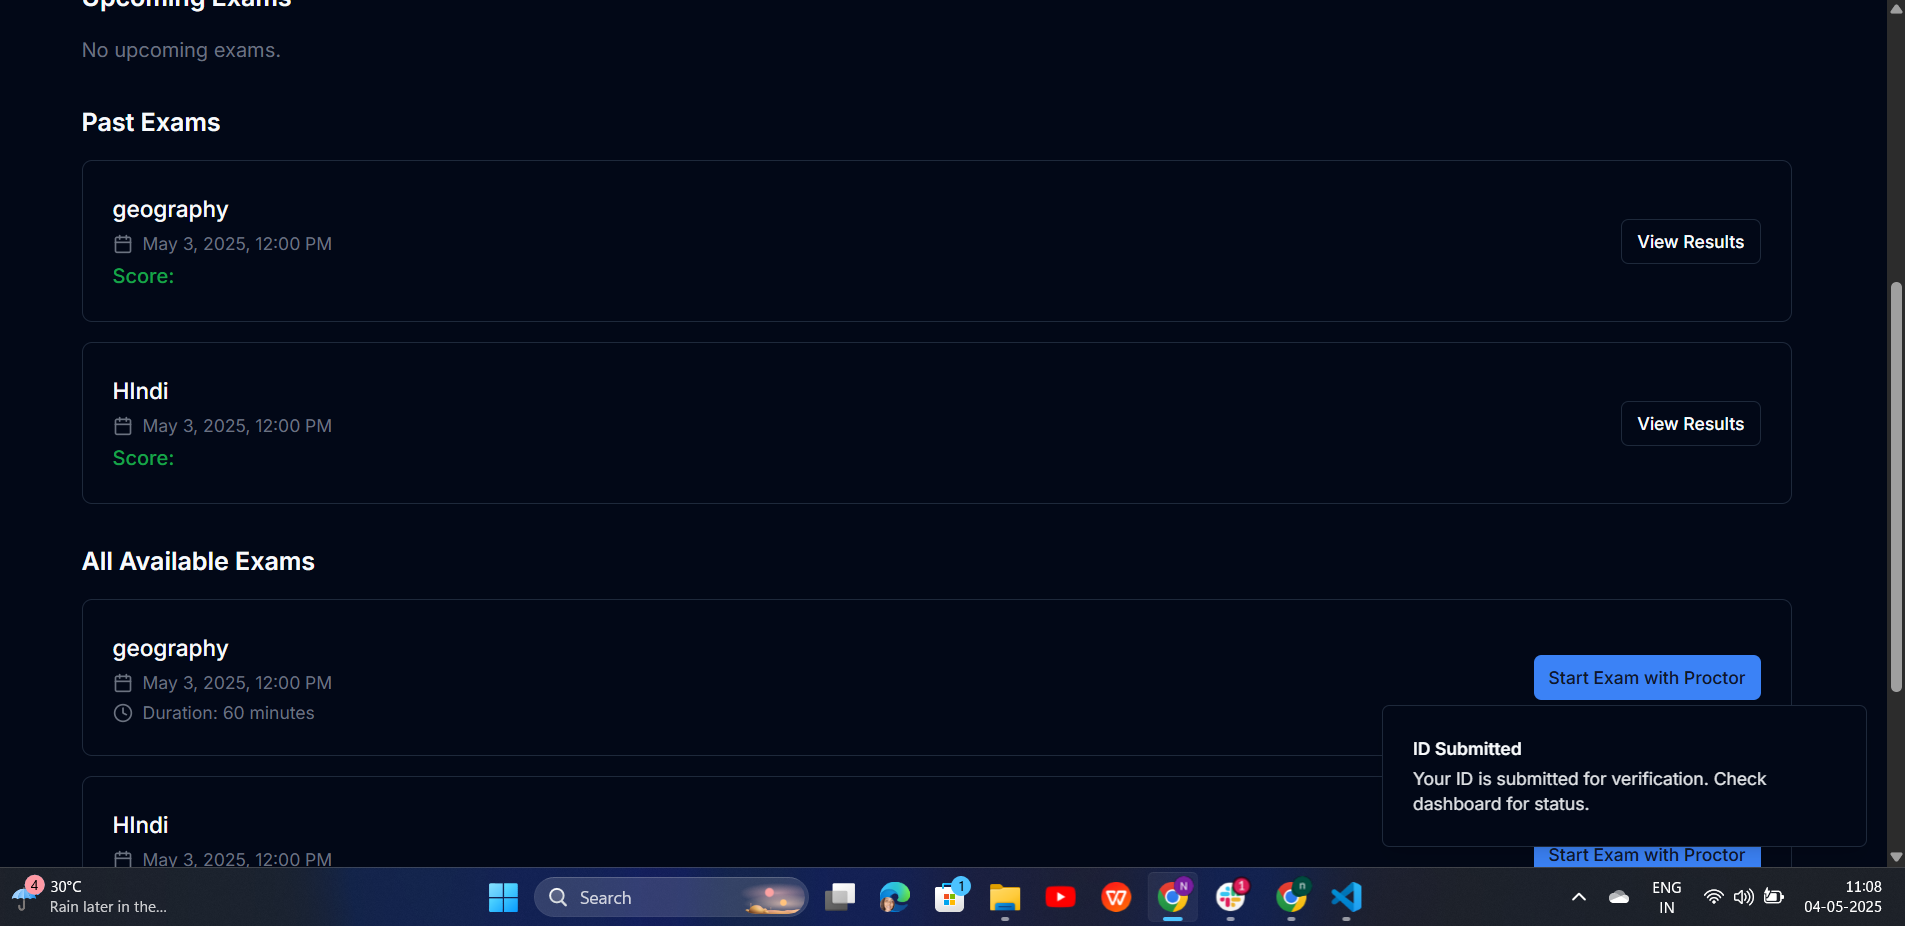 Upcoming Exams
No upcoming exams.
Past Exams
geography
May 3, 2025, 12:00 PM
Score:
View Results
HIndi
May 3, 2025, 12:00 PM
Score:
View Results
All Available Exams
geography
May 3, 2025, 12:00 PM
Duration: 60 minutes
Start Exam with Proctor
ID Submitted
Your ID is submitted for verification. Check
dashboard for status.
HIndi
May 3, 2025, 12:00 PM
Start Exam with Proctor
4
30°C
Rain later in the...
Search
1
W
N
1
n
ENG
IN
11:08
04-05-2025